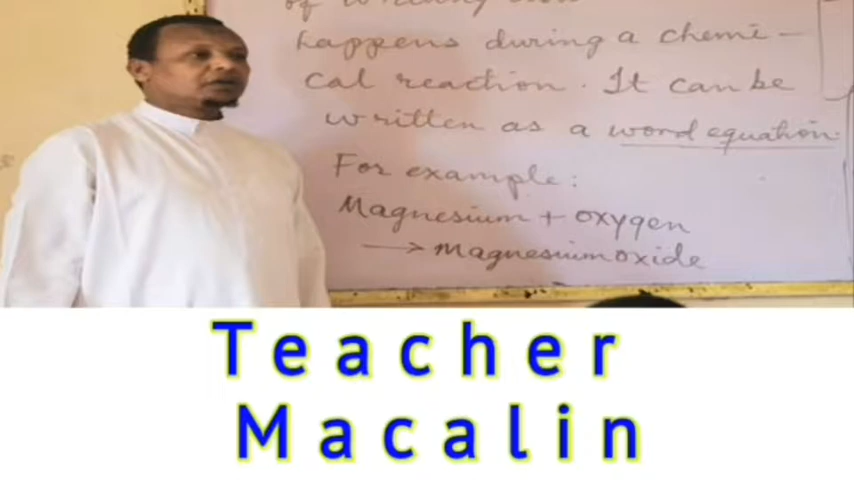 happens during a chemi-
cal reaction. It can be
written as a word equation.
For example:
Magnesium + oxygen
→ magnesium oxide
Teacher
Macalin